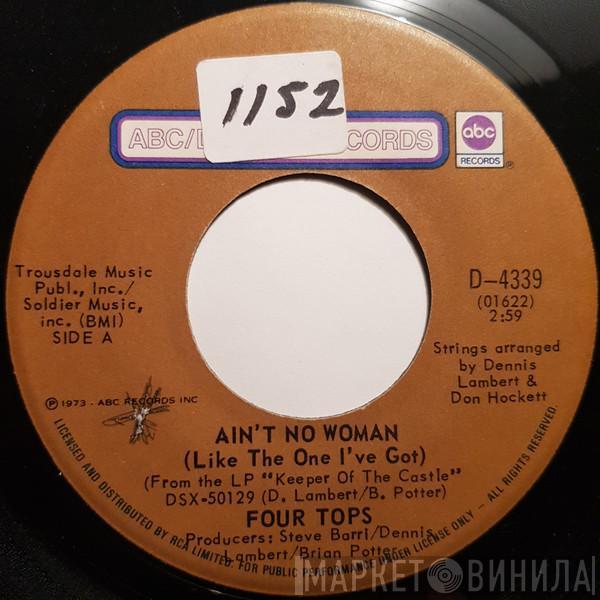 1152
ABC/D CORDS
abc
RECORDS
Trousdale Music
Publ., Inc./
Soldier Music,
inc. (BMI)
SIDE A
D-4339
(01622)
2:59
Strings arranged
by Dennis
Lambert &
Don Hockett
℗ 1973 - ABC RECORDS INC
AIN'T NO WOMAN
(Like The One I've Got)
(From the LP "Keeper Of The Castle"
DSX-50129 (D. Lambert/B. Potter)
FOUR TOPS
Producers: Steve Barri/Dennis
Lambert/Brian Potter
LICENSED AND DISTRIBUTED BY RCA LIMITED. FOR PUBLIC PERFORMANCE UNDER LICENSE ONLY - ALL RIGHTS RESERVED.
МАРКЕТ ВИНИЛА